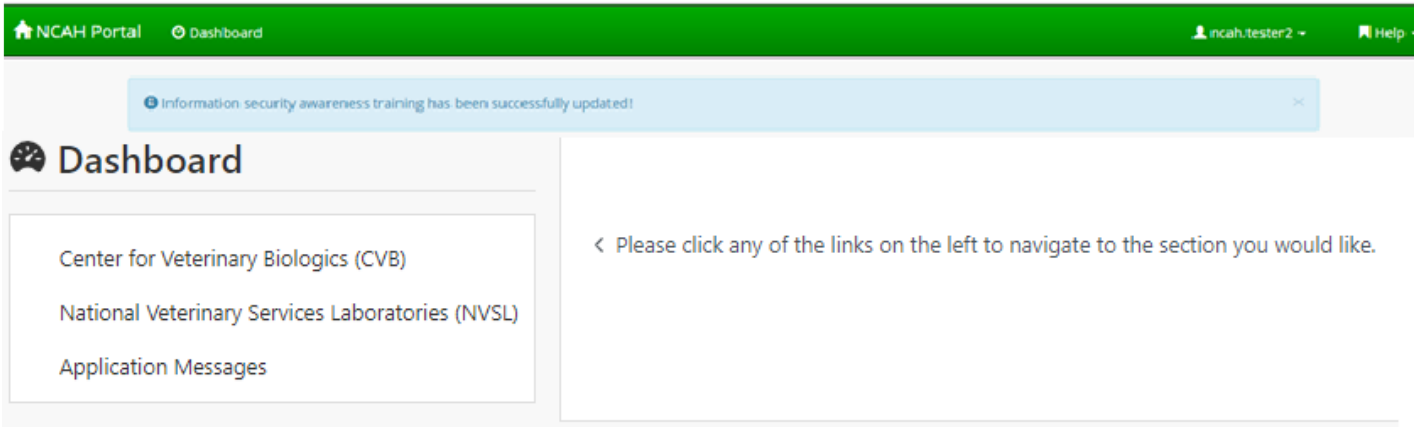 NCAH Portal Dashboard ncah.tester2 Help
Information security awareness training has been successfully updated!
Dashboard
Center for Veterinary Biologics (CVB)
National Veterinary Services Laboratories (NVSL)
Application Messages
Please click any of the links on the left to navigate to the section you would like.